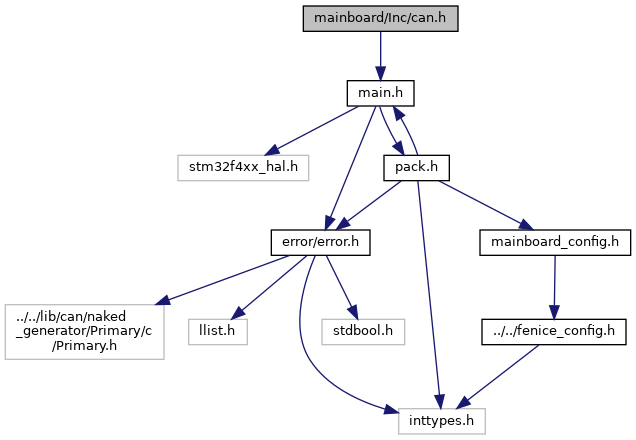 mainboard/Inc/can.h
main.h
stm32f4xx_hal.h
pack.h
error/error.h
mainboard_config.h
../../lib/can/naked
_generator/Primary/c
/Primary.h
llist.h
stdbool.h
../../fenice_config.h
inttypes.h